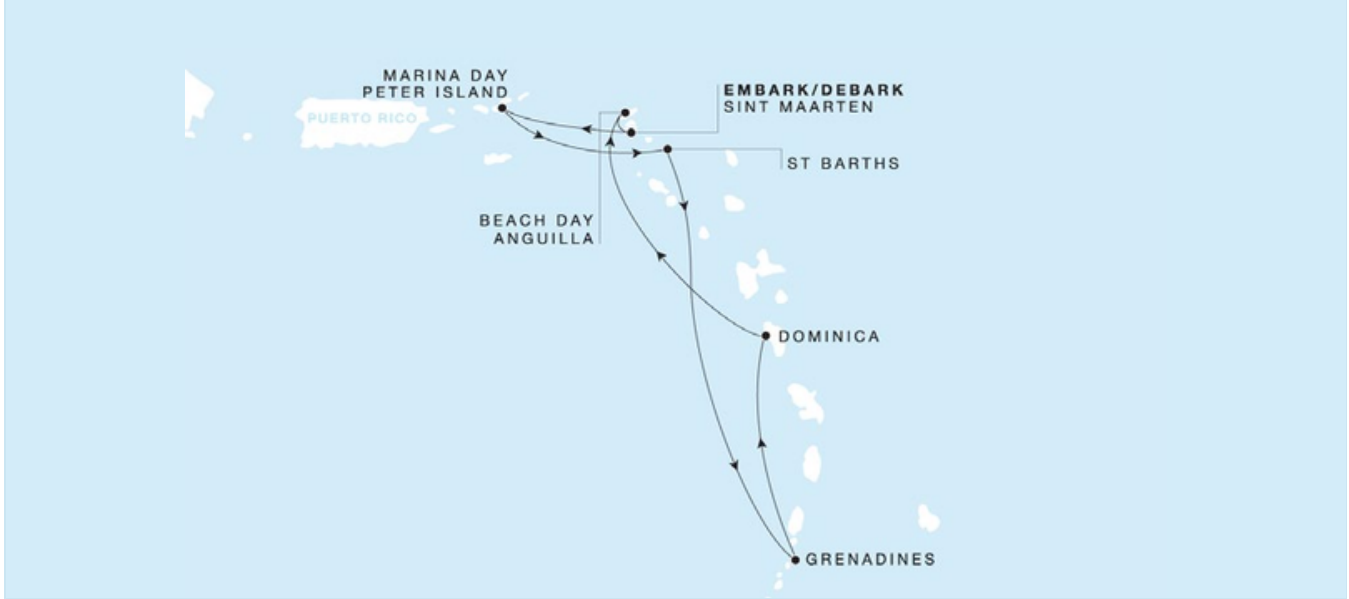 MARINA DAY
PETER ISLAND
PUERTO RICO
EMBARK/DEBARK
SINT MAARTEN
ST BARTHS
BEACH DAY
ANGUILLA
DOMINICA
GRENADINES